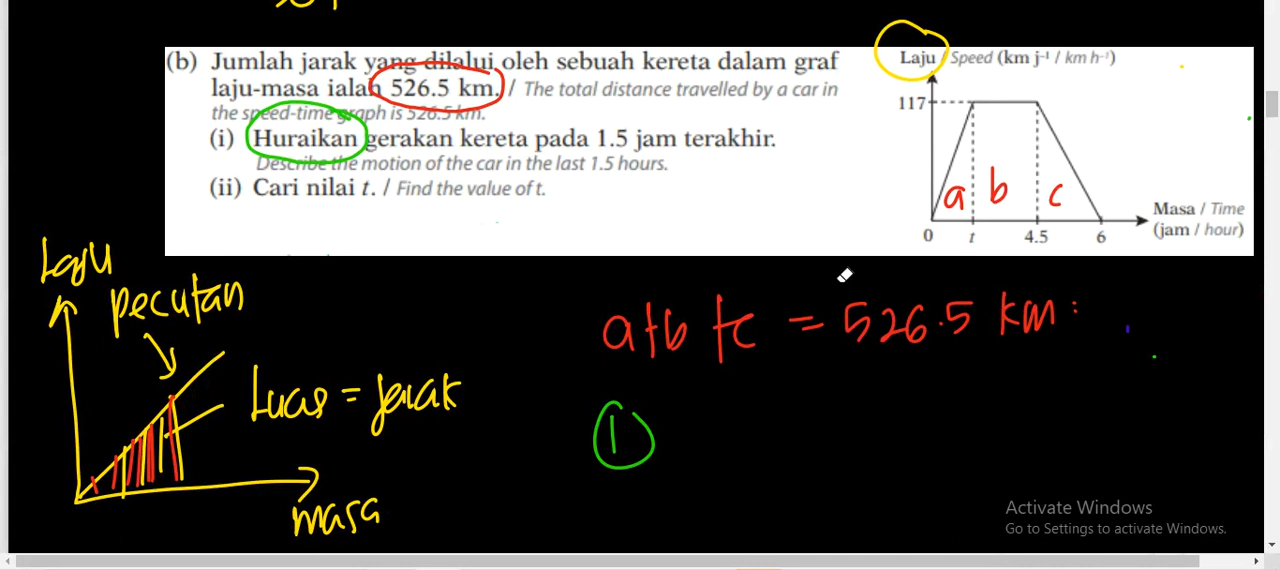 (b) Jumlah jarak yang dilalui oleh sebuah kereta dalam graf
laju-masa ialah 526.5 km. / The total distance travelled by a car in
the speed-time graph is 526.5 km.
(i) Huraikan gerakan kereta pada 1.5 jam terakhir.
Describe the motion of the car in the last 1.5 hours.
(ii) Cari nilai t. / Find the value of t.
Laju / Speed (km j⁻¹ / km h⁻¹)
117
a b c
Masa / Time
(jam / hour)
0 t 4.5 6
Laju
pecutan
Luas = jarak
masa
a+b+c = 526.5 km
1
Activate Windows
Go to Settings to activate Windows.